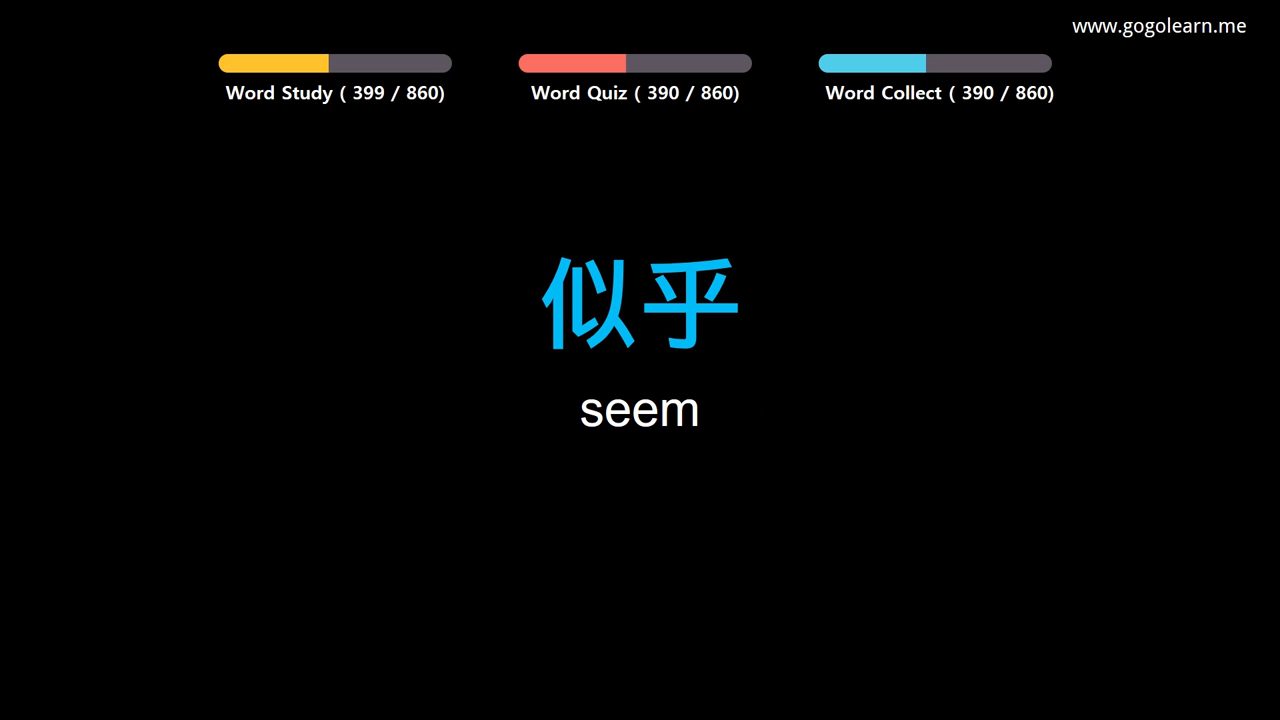 www.gogolearn.me
Word Study ( 399 / 860)
Word Quiz ( 390 / 860)
Word Collect ( 390 / 860)
似乎
seem